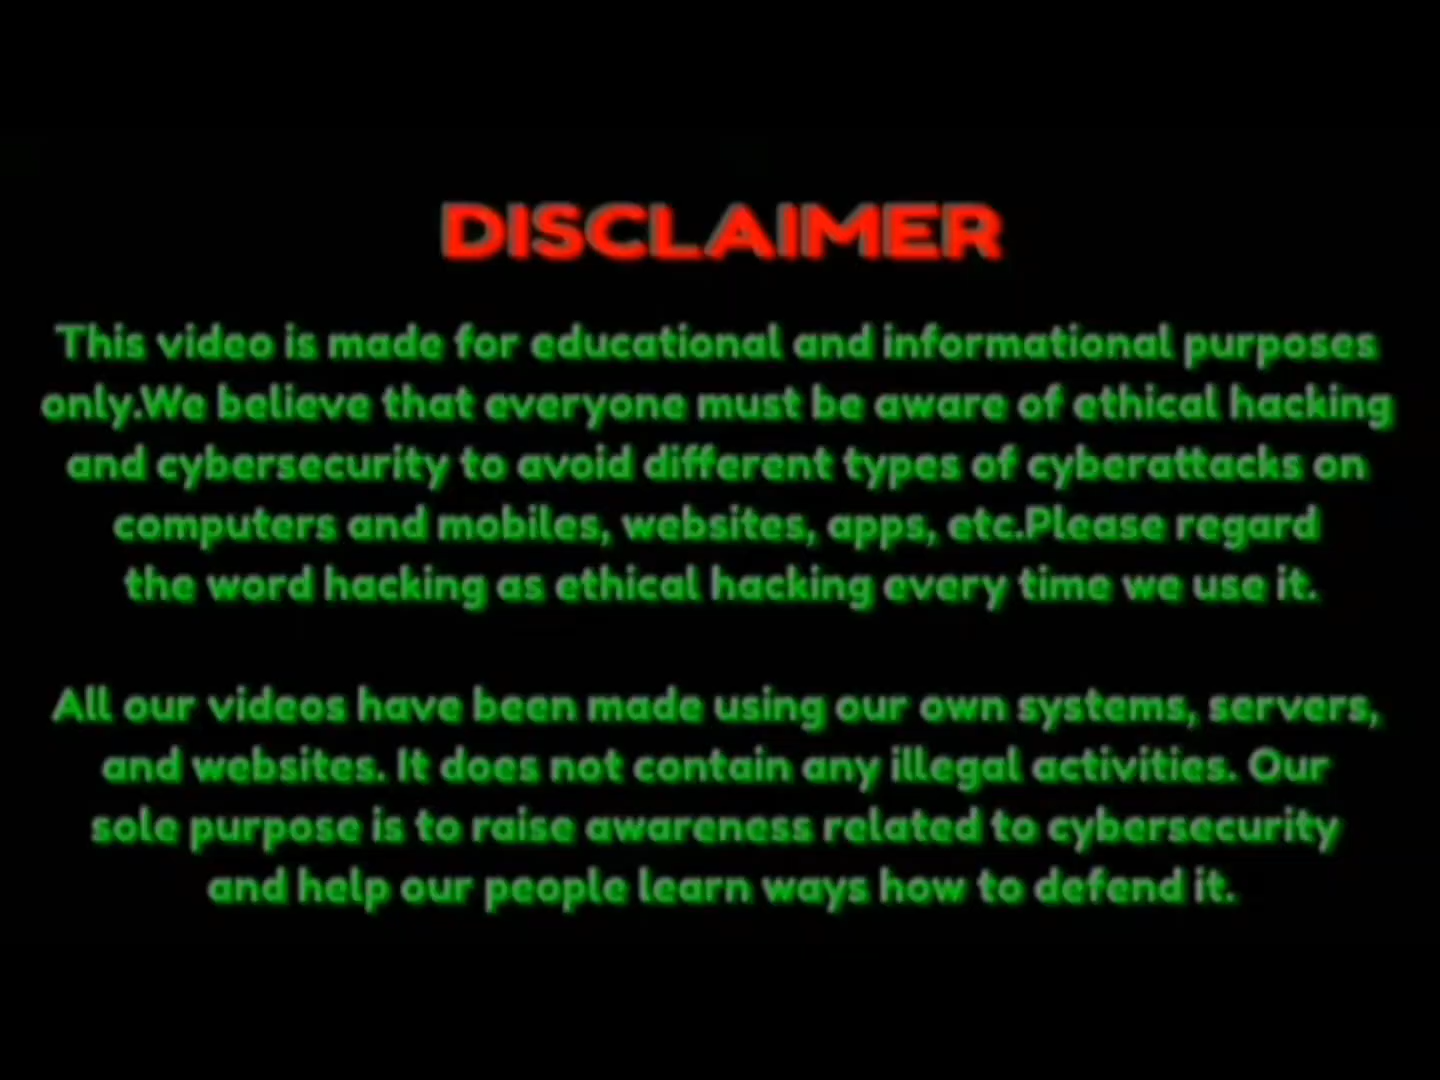 DISCLAIMER
This video is made for educational and informational purposes
only.We believe that everyone must be aware of ethical hacking
and cybersecurity to avoid different types of cyberattacks on
computers and mobiles, websites, apps, etc.Please regard
the word hacking as ethical hacking every time we use it.
All our videos have been made using our own systems, servers,
and websites. It does not contain any illegal activities. Our
sole purpose is to raise awareness related to cybersecurity
and help our people learn ways how to defend it.